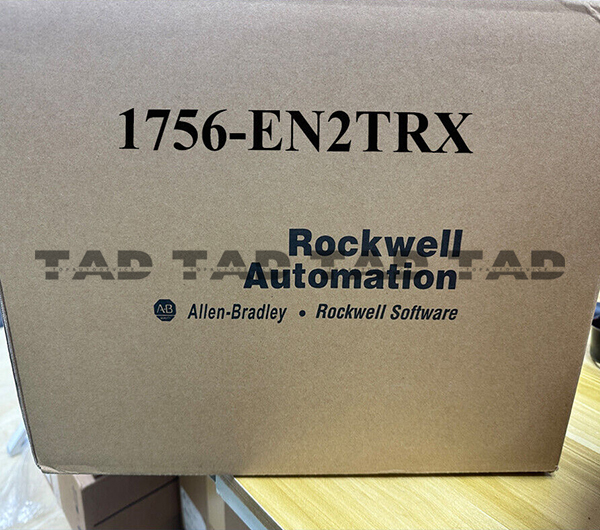 1756-EN2TRX
Rockwell
TAD TAD TAD TAD
Automation
AB Allen-Bradley • Rockwell Software